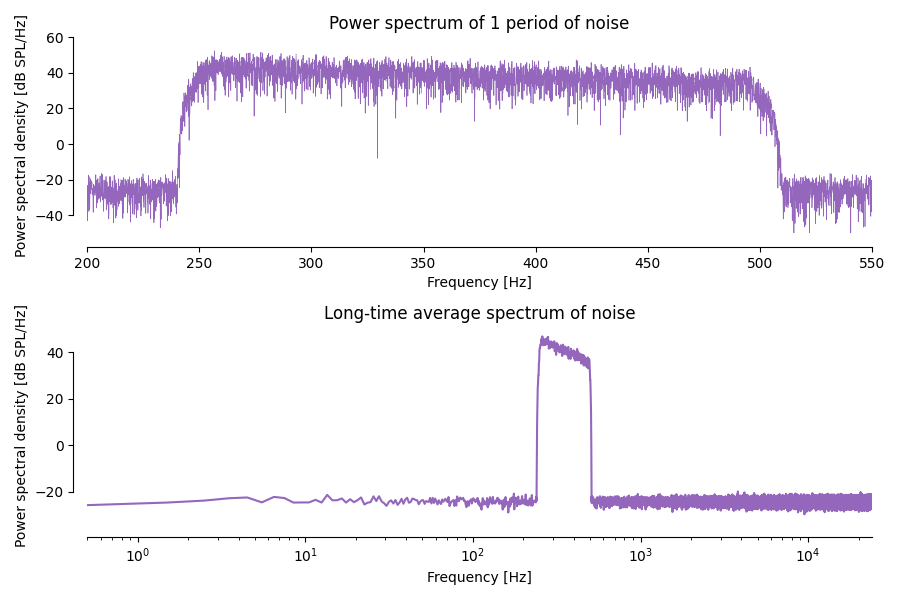 Power spectrum of 1 period of noise
Power spectral density [dB SPL/Hz]
60
40
20
0
−20
−40
200 250 300 350 400 450 500 550
Frequency [Hz]
Long-time average spectrum of noise
Power spectral density [dB SPL/Hz]
40
20
0
−20
10⁰ 10¹ 10² 10³ 10⁴
Frequency [Hz]